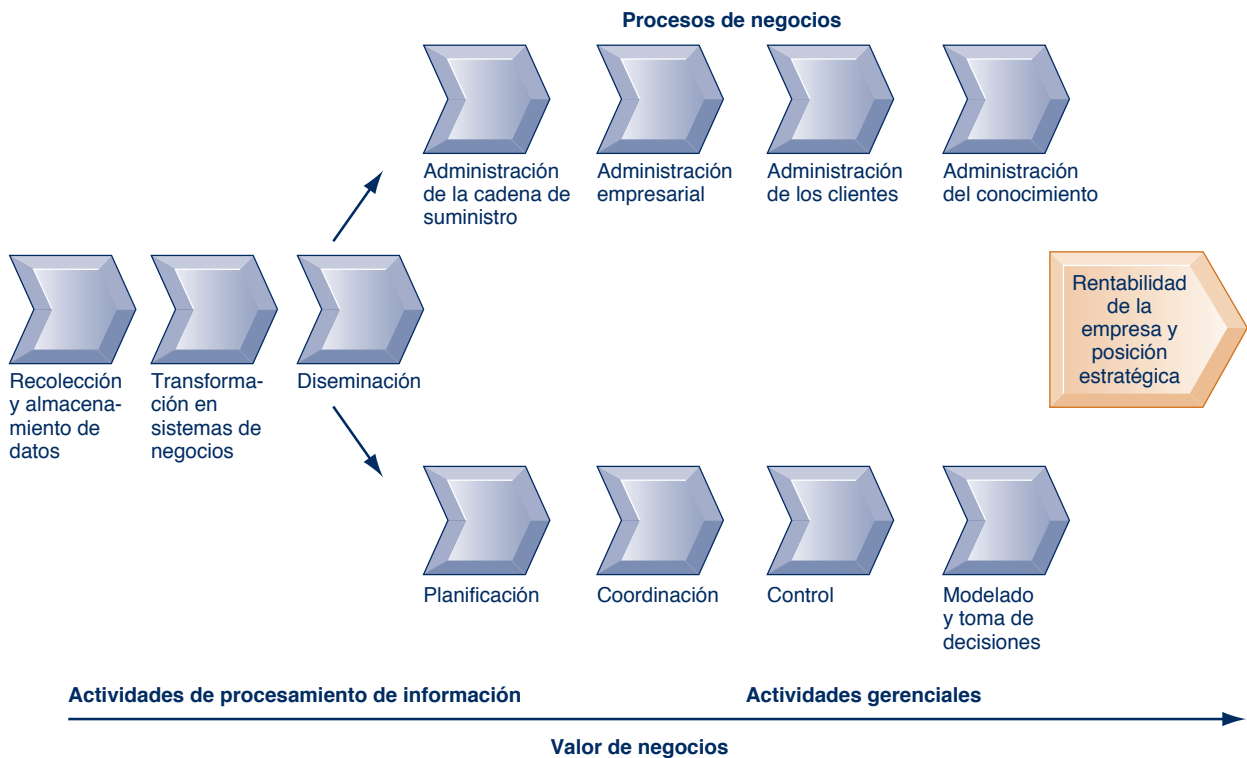 Procesos de negocios
Administración
de la cadena de
suministro
Administración
empresarial
Administración
de los clientes
Administración
del conocimiento
Recolección
y almacena-
miento de
datos
Transforma-
ción en
sistemas de
negocios
Diseminación
Rentabilidad
de la
empresa y
posición
estratégica
Planificación
Coordinación
Control
Modelado
y toma de
decisiones
Actividades de procesamiento de información
Actividades gerenciales
Valor de negocios